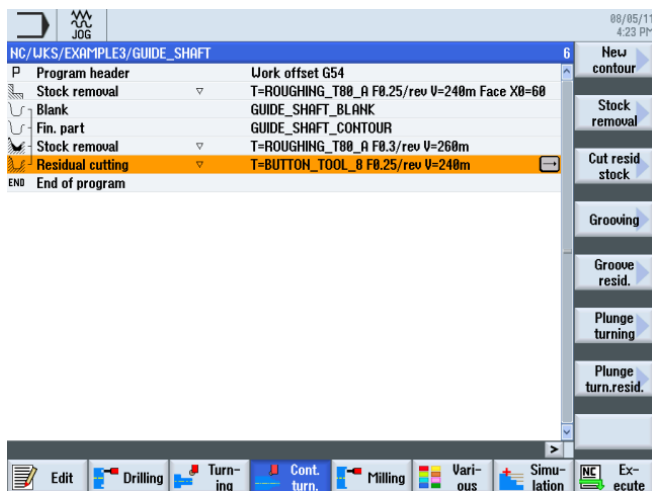 JOG
08/05/11
4:23 PM
NC/WKS/EXAMPLE3/GUIDE_SHAFT 6
P Program header Work offset G54
Stock removal ▽ T=ROUGHING_T80_A F0.25/rev V=240m Face X0=60
Blank GUIDE_SHAFT_BLANK
Fin. part GUIDE_SHAFT_CONTOUR
Stock removal ▽ T=ROUGHING_T80_A F0.3/rev V=260m
Residual cutting ▽ T=BUTTON_TOOL_8 F0.25/rev V=240m
END End of program
New
contour
Stock
removal
Cut resid
stock
Grooving
Groove
resid.
Plunge
turning
Plunge
turn.resid.
>
Edit
Drilling
Turn-
ing
Cont.
turn.
Milling
Vari-
ous
Simu-
lation
NC
Ex-
ecute